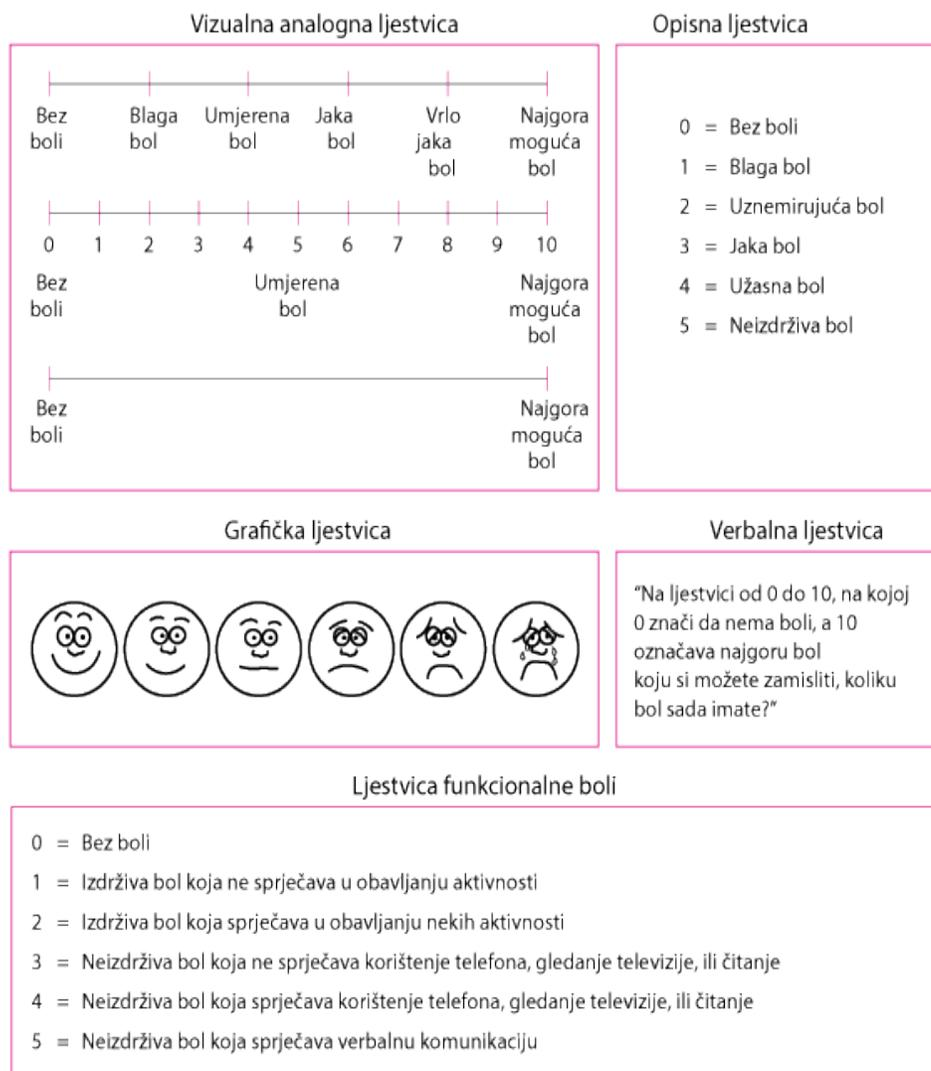 Vizualna analogna ljestvica
Bez boli
Blaga bol
Umjerena bol
Jaka bol
Vrlo jaka bol
Najgora moguća bol
0 1 2 3 4 5 6 7 8 9 10
Bez boli
Umjerena bol
Najgora moguća bol
Bez boli
Najgora moguća bol
Opisna ljestvica
0 = Bez boli
1 = Blaga bol
2 = Uznemirujuća bol
3 = Jaka bol
4 = Užasna bol
5 = Neizdrživa bol
Grafička ljestvica
Verbalna ljestvica
“Na ljestvici od 0 do 10, na kojoj
0 znači da nema boli, a 10
označava najgoru bol
koju si možete zamisliti, koliku
bol sada imate?”
Ljestvica funkcionalne boli
0 = Bez boli
1 = Izdrživa bol koja ne sprječava u obavljanju aktivnosti
2 = Izdrživa bol koja sprječava u obavljanju nekih aktivnosti
3 = Neizdrživa bol koja ne sprječava korištenje telefona, gledanje televizije, ili čitanje
4 = Neizdrživa bol koja sprječava korištenje telefona, gledanje televizije, ili čitanje
5 = Neizdrživa bol koja sprječava verbalnu komunikaciju